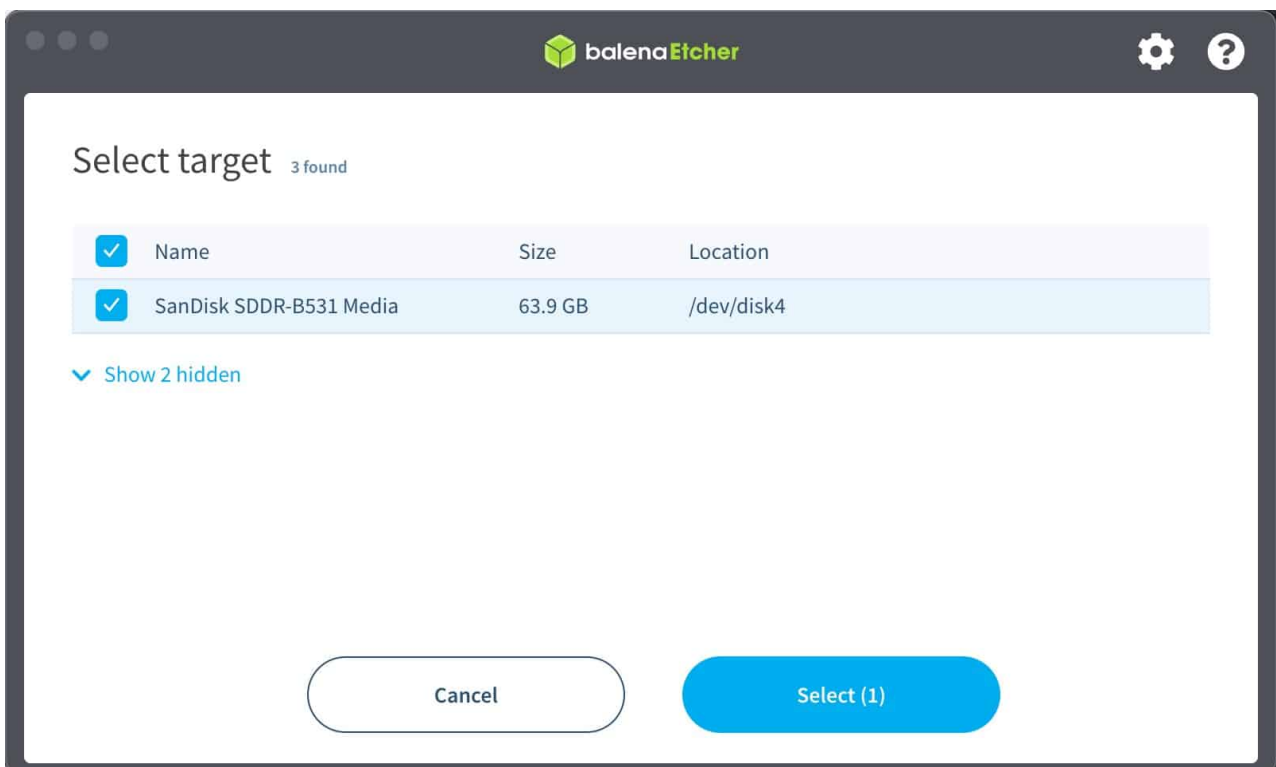 balenaEtcher
Select target 3 found
Name Size Location
SanDisk SDDR-B531 Media 63.9 GB /dev/disk4
Show 2 hidden
Cancel Select (1)